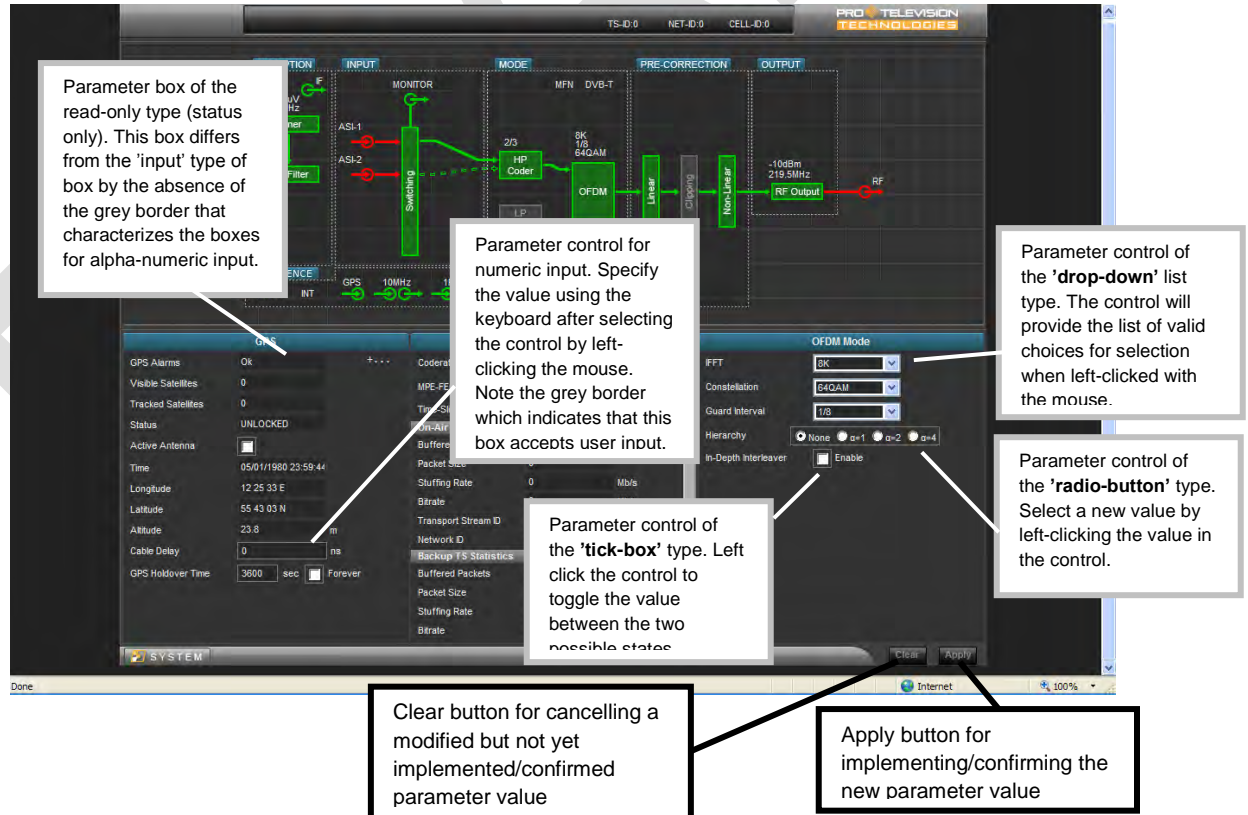 TS-ID:0 NET-ID:0 CELL-ID:0
PRO TELEVISION
TECHNOLOGIES
INPUT
MODE
PRE-CORRECTION
OUTPUT
IF
MONITOR
MFN DVB-T
ASI-1
ASI-2
Switching
2/3
HP
Coder
LP
8K
1/8
64QAM
OFDM
Linear
Clipping
Non-Linear
-10dBm
219.5MHz
RF Output
RF
Filter
INT
GPS
10MHz
Parameter box of the
read-only type (status
only). This box differs
from the 'input' type of
box by the absence of
the grey border that
characterizes the boxes
for alpha-numeric input.
Parameter control for
numeric input. Specify
the value using the
keyboard after selecting
the control by left-
clicking the mouse.
Note the grey border
which indicates that this
box accepts user input.
Parameter control of
the 'drop-down' list
type. The control will
provide the list of valid
choices for selection
when left-clicked with
the mouse.
Parameter control of
the 'radio-button' type.
Select a new value by
left-clicking the value in
the control.
Parameter control of
the 'tick-box' type. Left
click the control to
toggle the value
between the two
possible states
GPS
GPS Alarms Ok +---
Visible Satellites 0
Tracked Satellites 0
Status UNLOCKED
Active Antenna
Time 05/01/1980 23:59:44
Longitude 12 25 33 E
Latitude 55 43 03 N
Altitude 23.8 m
Cable Delay 0 ns
GPS Holdover Time 3600 sec Forever
On-Air
Packet Size
Stuffing Rate 0 Mb/s
Bitrate
Transport Stream ID
Network ID
Backup TS Statistics
Buffered Packets
Packet Size
Stuffing Rate
Bitrate
OFDM Mode
IFFT 8K
Constellation 64QAM
Guard Interval 1/8
Hierarchy None α=1 α=2 α=4
In-Depth Interleaver Enable
SYSTEM
Clear Apply
Done
Internet
100%
Clear button for cancelling a
modified but not yet
implemented/confirmed
parameter value
Apply button for
implementing/confirming the
new parameter value